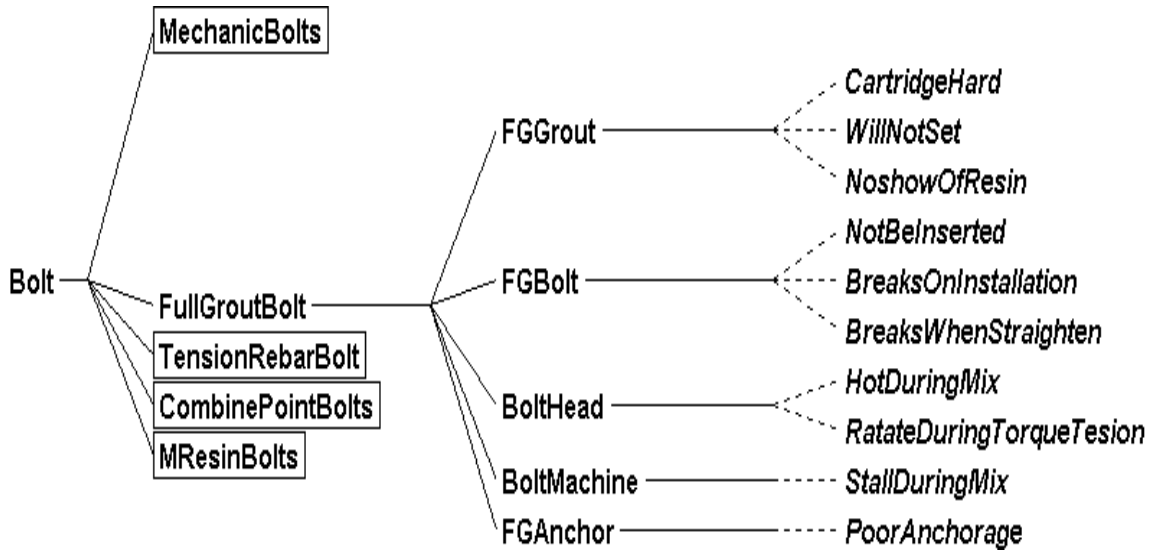 MechanicBolts
CartridgeHard
FGGrout
WillNotSet
NoshowOfResin
NotBeInserted
Bolt
FGBolt
BreaksOnInstallation
FullGroutBolt
BreaksWhenStraighten
TensionRebarBolt
HotDuringMix
CombinePointBolts
BoltHead
RatateDuringTorqueTesion
MResinBolts
BoltMachine
StallDuringMix
FGAnchor
PoorAnchorage